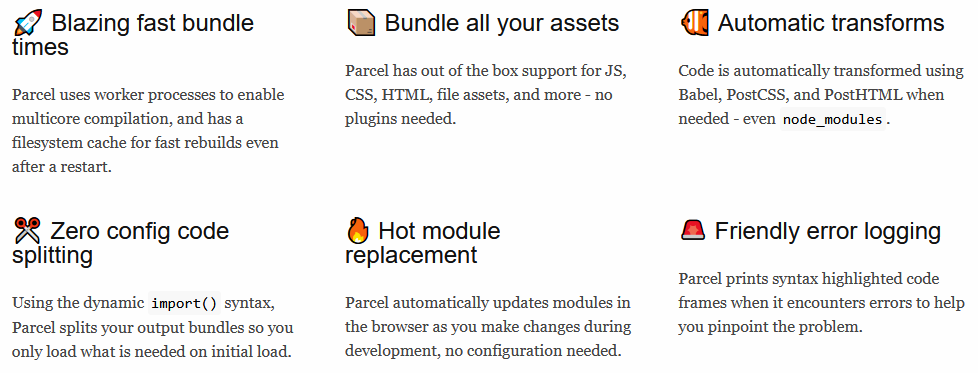 Blazing fast bundle
times
Parcel uses worker processes to enable
multicore compilation, and has a
filesystem cache for fast rebuilds even
after a restart.
Bundle all your assets
Parcel has out of the box support for JS,
CSS, HTML, file assets, and more - no
plugins needed.
Automatic transforms
Code is automatically transformed using
Babel, PostCSS, and PostHTML when
needed - even node_modules.
Zero config code
splitting
Using the dynamic import() syntax,
Parcel splits your output bundles so you
only load what is needed on initial load.
Hot module
replacement
Parcel automatically updates modules in
the browser as you make changes during
development, no configuration needed.
Friendly error logging
Parcel prints syntax highlighted code
frames when it encounters errors to help
you pinpoint the problem.